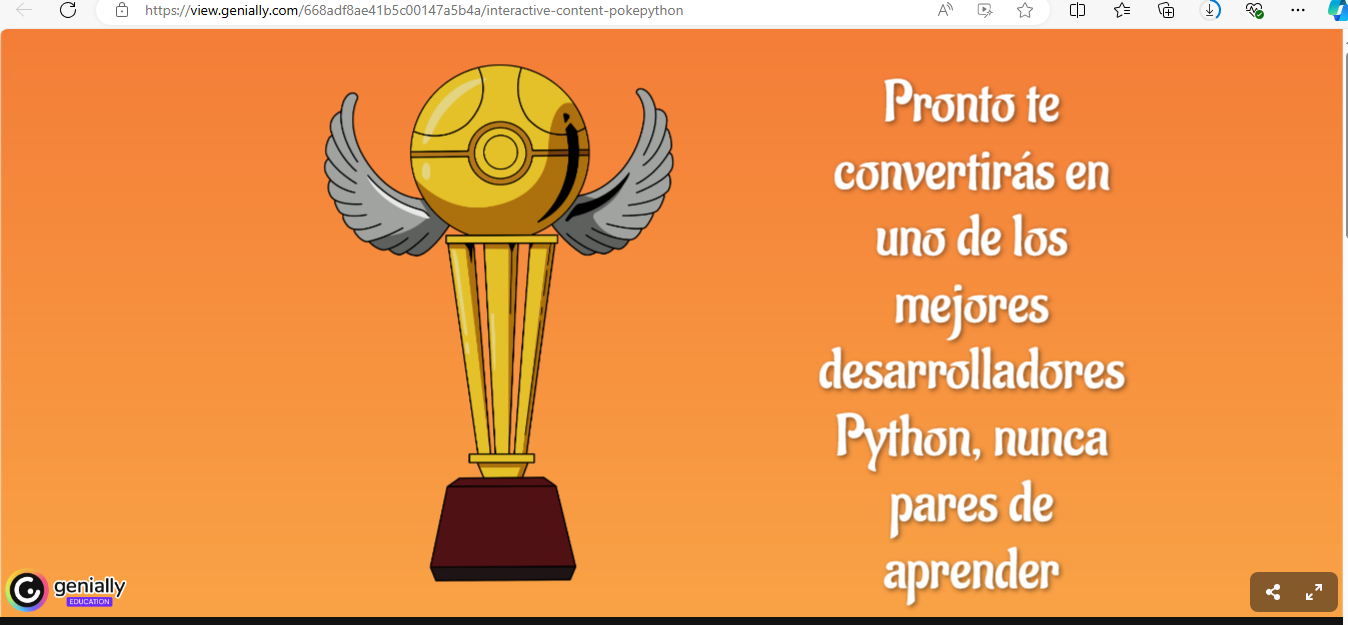 https://view.genially.com/668adf8ae41b5c00147a5b4a/interactive-content-pokepython
Pronto te
convertirás en
uno de los
mejores
desarrolladores
Python, nunca
pares de
aprender
genially
EDUCATION